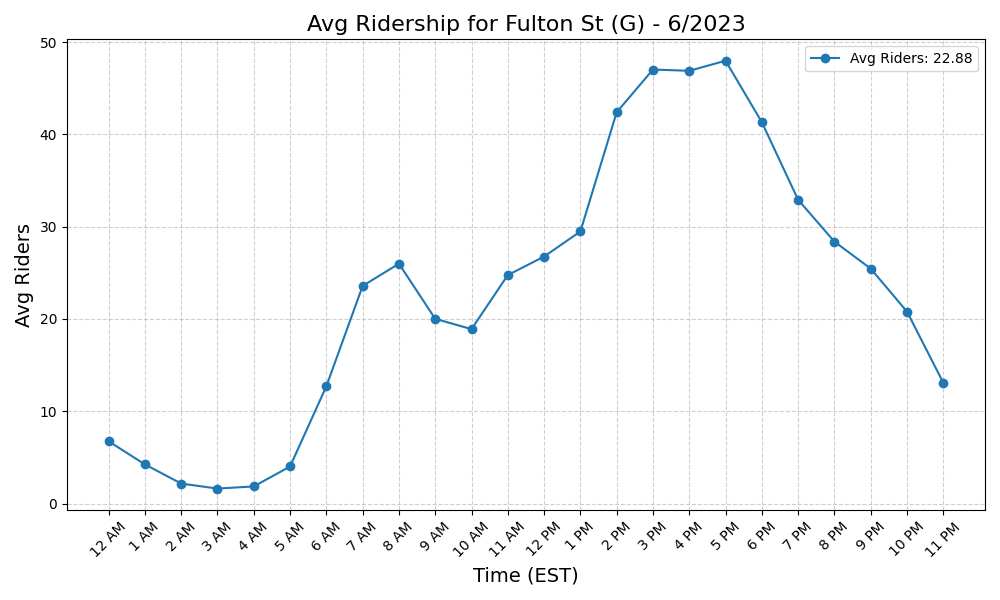 Avg Ridership for Fulton St (G) - 6/2023
Avg Riders: 22.88
50
40
30
20
10
0
Avg Riders
12 AM
1 AM
2 AM
3 AM
4 AM
5 AM
6 AM
7 AM
8 AM
9 AM
10 AM
11 AM
12 PM
1 PM
2 PM
3 PM
4 PM
5 PM
6 PM
7 PM
8 PM
9 PM
10 PM
11 PM
Time (EST)